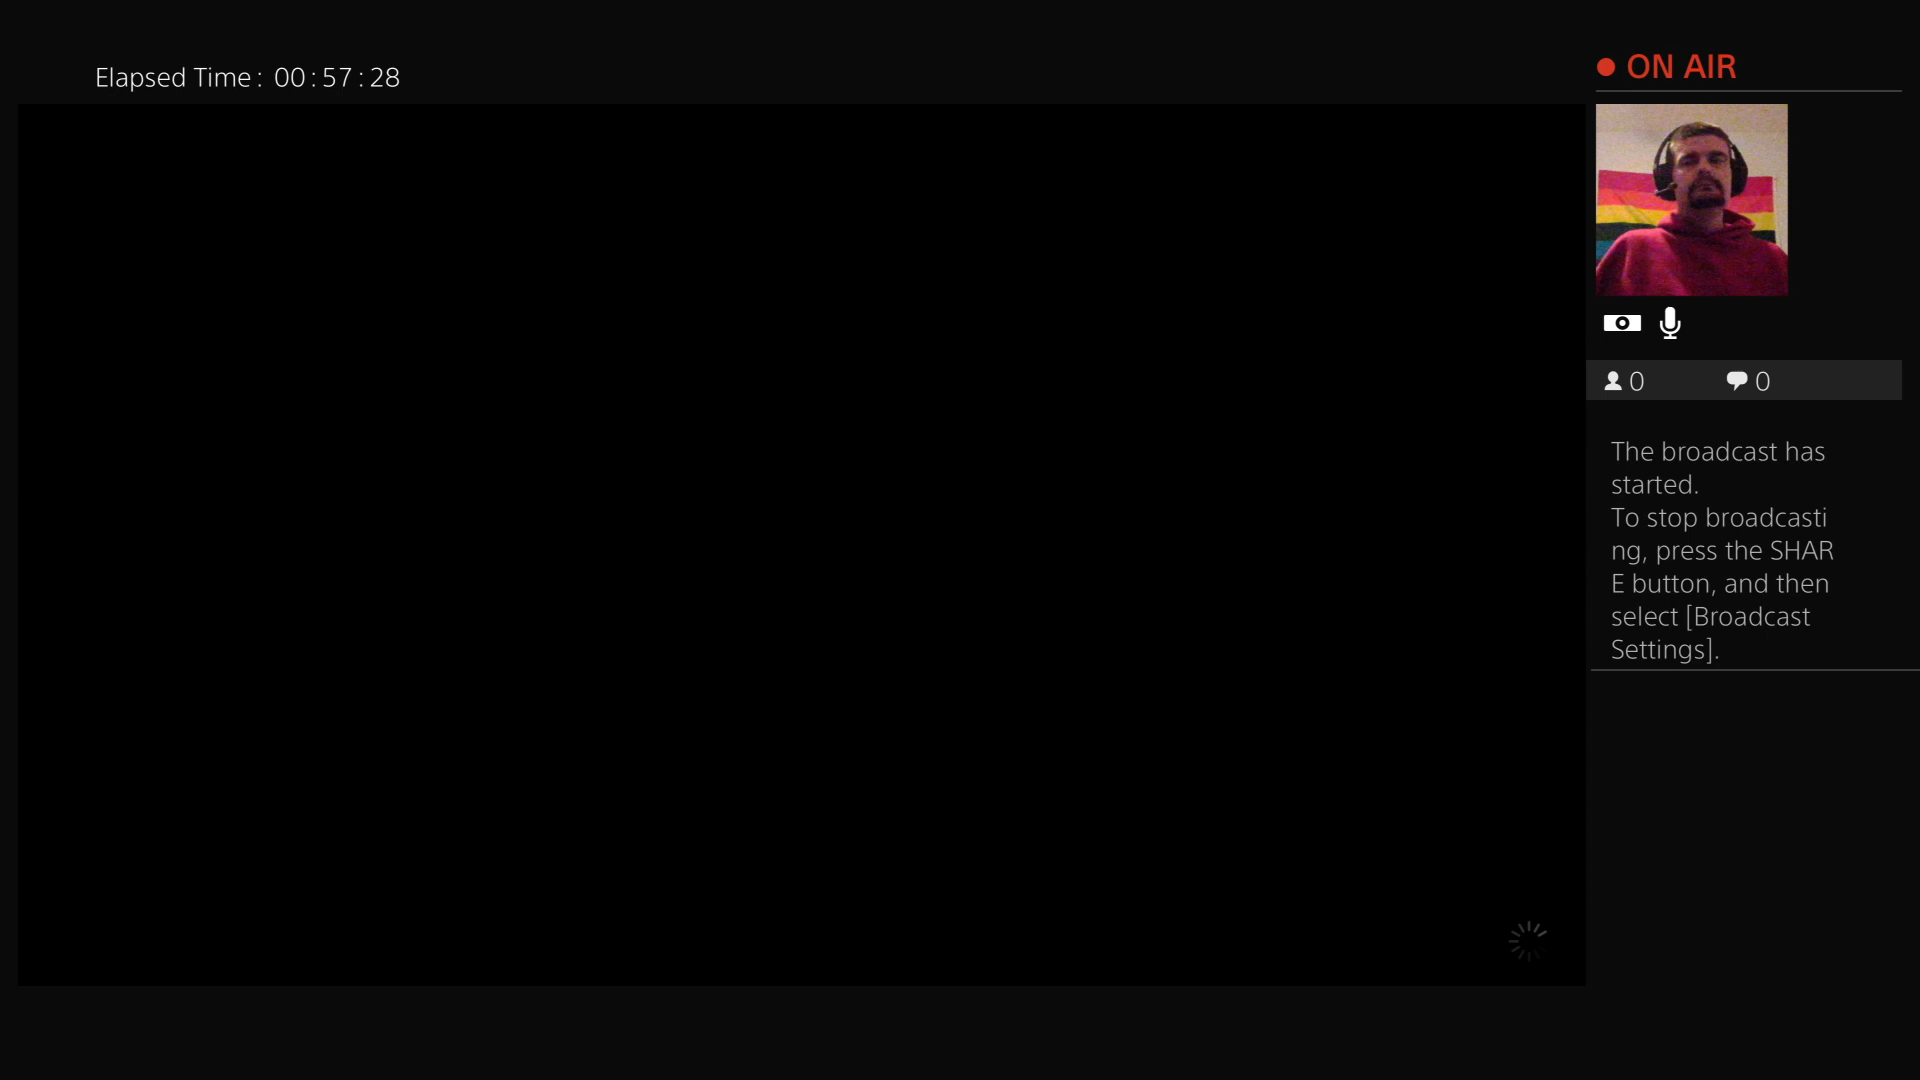 Elapsed Time: 00:57:28
ON AIR
0 0
The broadcast has
started.
To stop broadcasti
ng, press the SHAR
E button, and then
select [Broadcast
Settings].